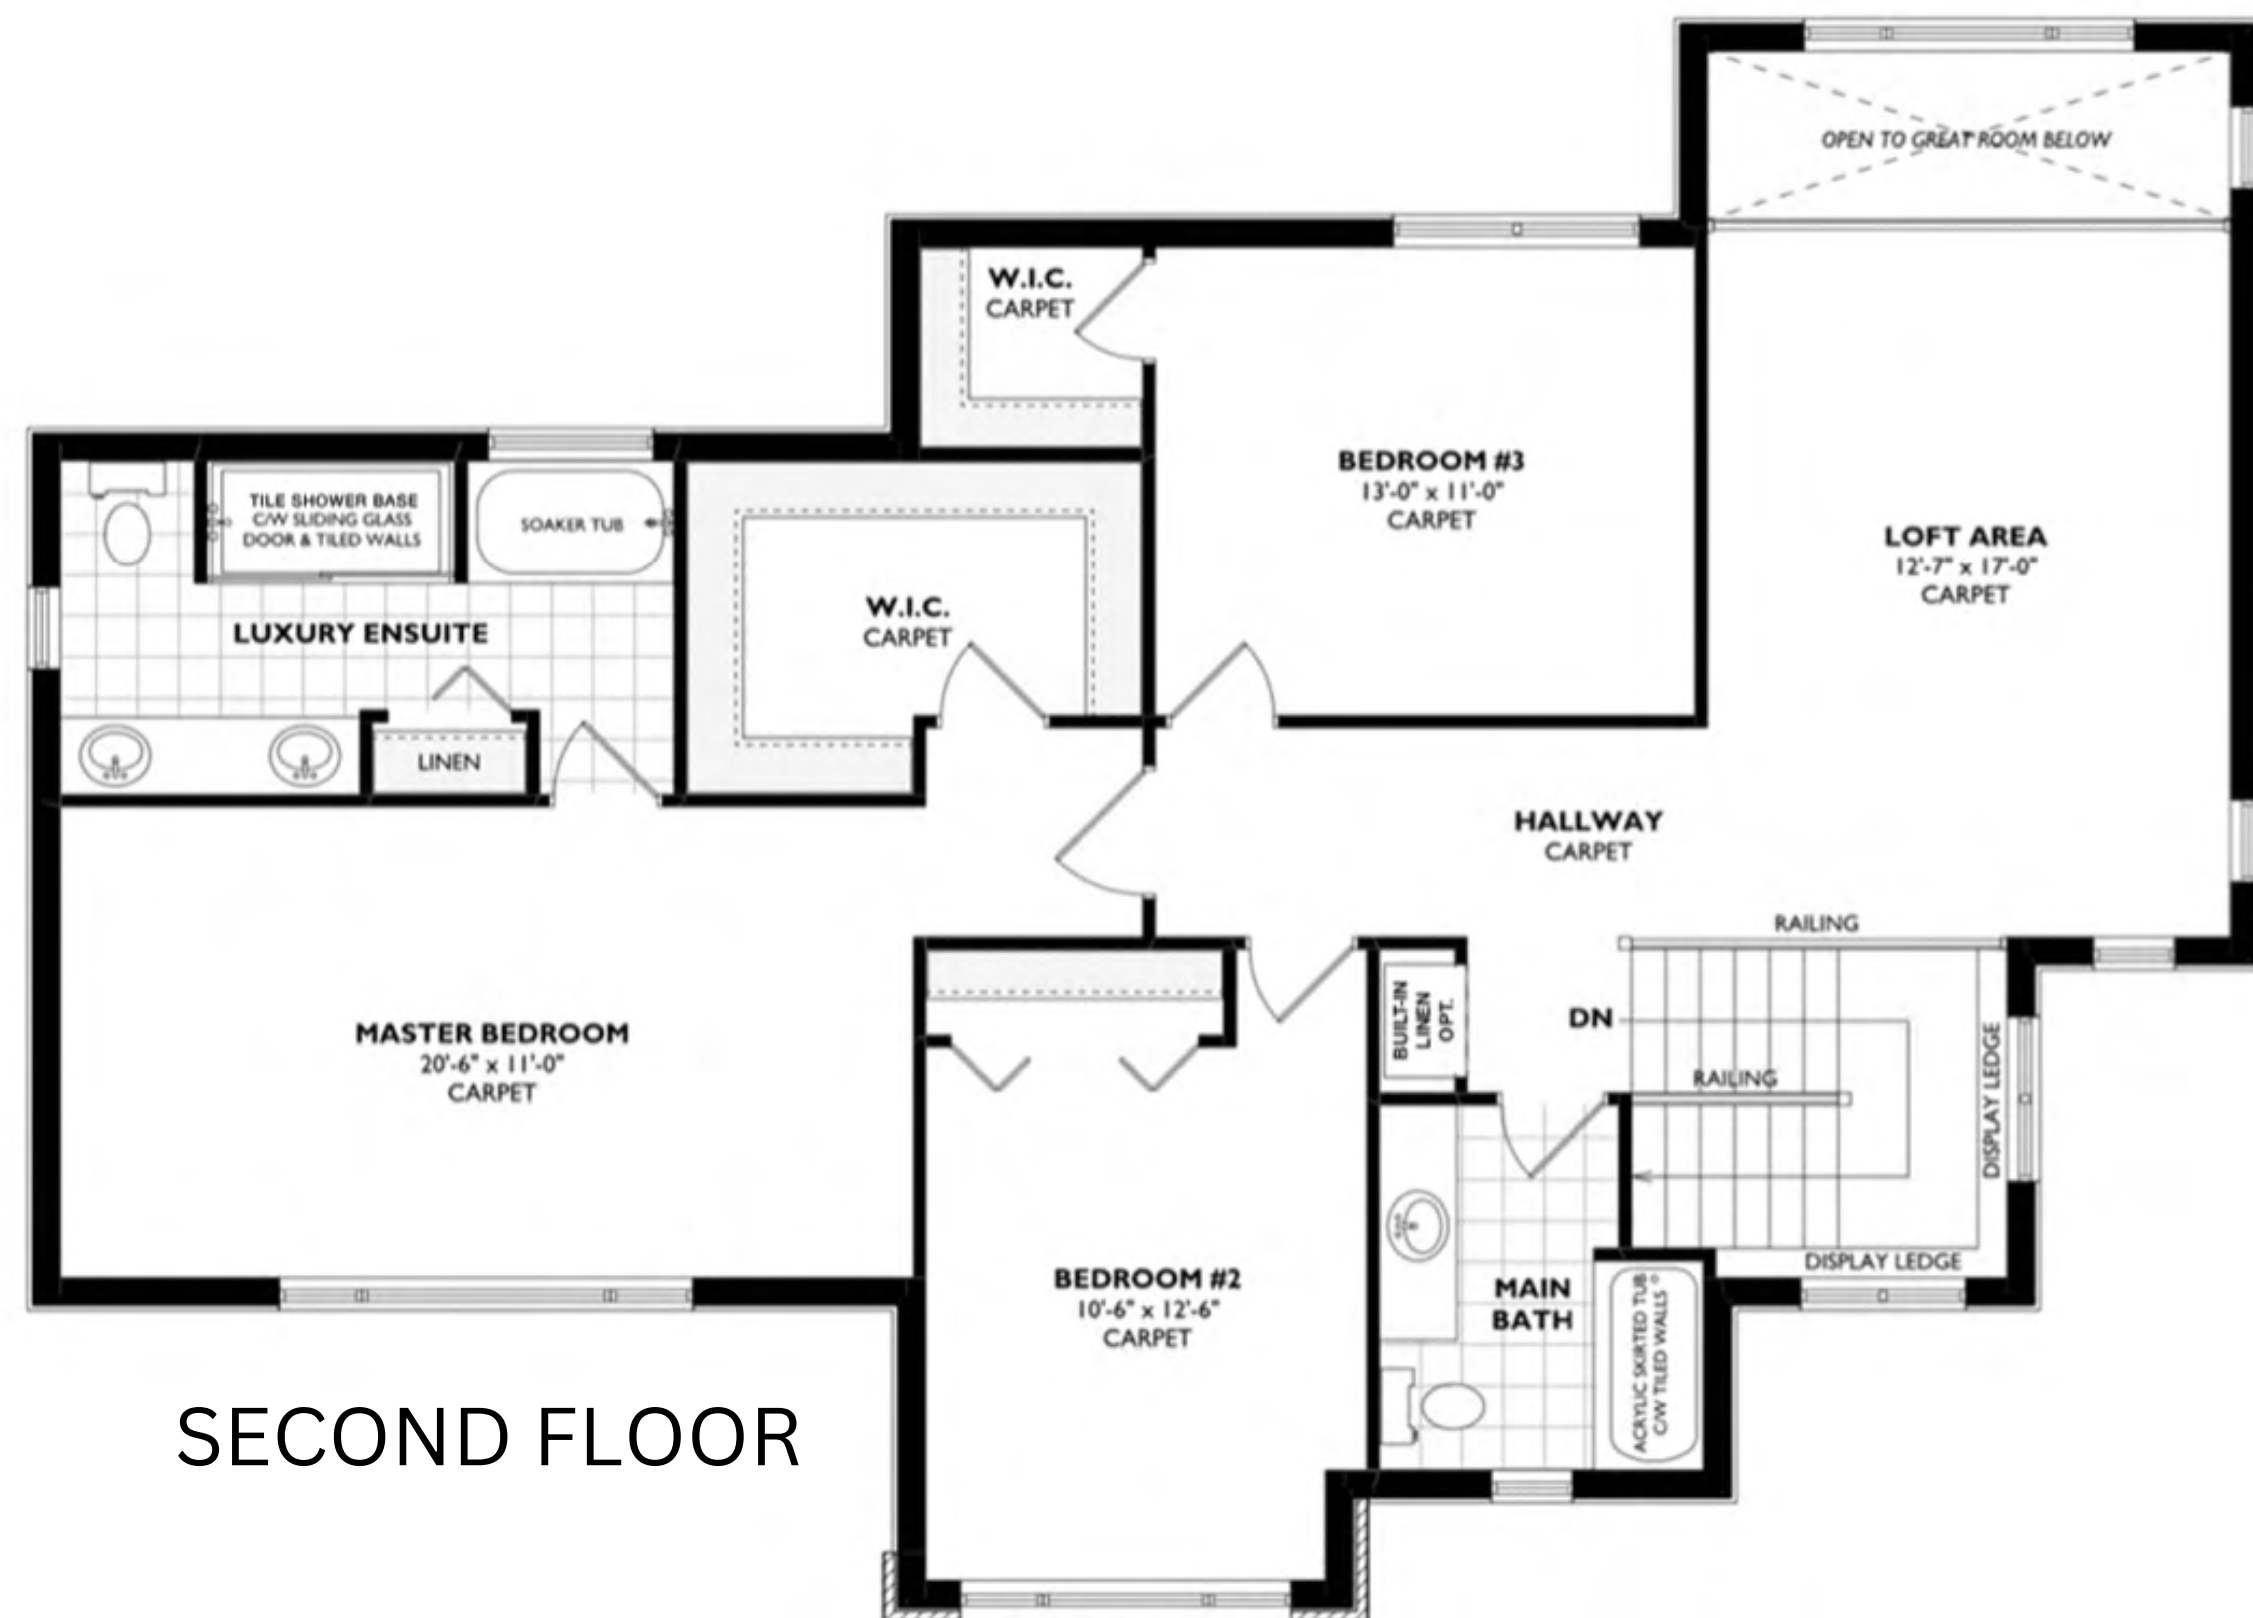 OPEN TO GREAT ROOM BELOW
W.I.C.
CARPET
BEDROOM #3
13'-0" x 11'-0"
CARPET
LOFT AREA
12'-7" x 17'-0"
CARPET
TILE SHOWER BASE
C/W SLIDING GLASS
DOOR & TILED WALLS
SOAKER TUB
LUXURY ENSUITE
W.I.C.
CARPET
LINEN
HALLWAY
CARPET
RAILING
MASTER BEDROOM
20'-6" x 11'-0"
CARPET
BUILT-IN
LINEN
OPT.
DN
RAILING
DISPLAY LEDGE
DISPLAY LEDGE
BEDROOM #2
10'-6" x 12'-6"
CARPET
MAIN
BATH
ACRYLIC SKIRTED TUB
C/W TILED WALLS
SECOND FLOOR